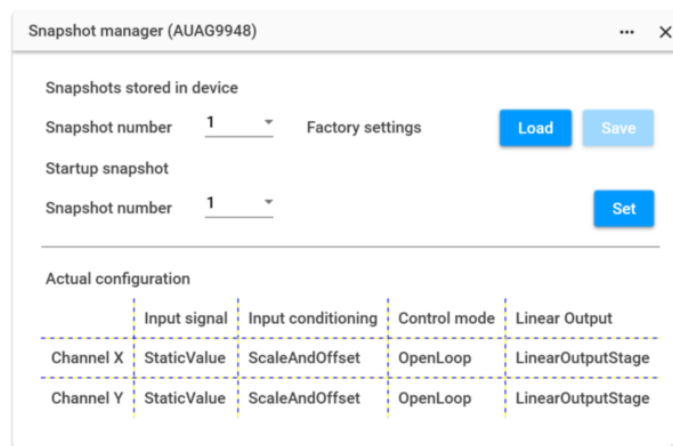 Snapshot manager (AUAG9948) ...
Snapshots stored in device
Snapshot number 1 Factory settings Load Save
Startup snapshot
Snapshot number 1 Set
Actual configuration
Input signal Input conditioning Control mode Linear Output
Channel X StaticValue ScaleAndOffset OpenLoop LinearOutputStage
Channel Y StaticValue ScaleAndOffset OpenLoop LinearOutputStage